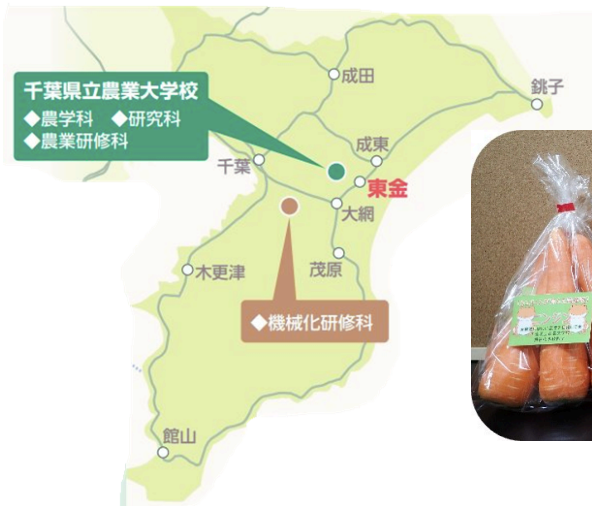 千葉県立農業大学校
◆農学科 ◆研究科
◆農業研修科
成田
銚子
成東
千葉
東金
大網
木更津
茂原
◆機械化研修科
館山